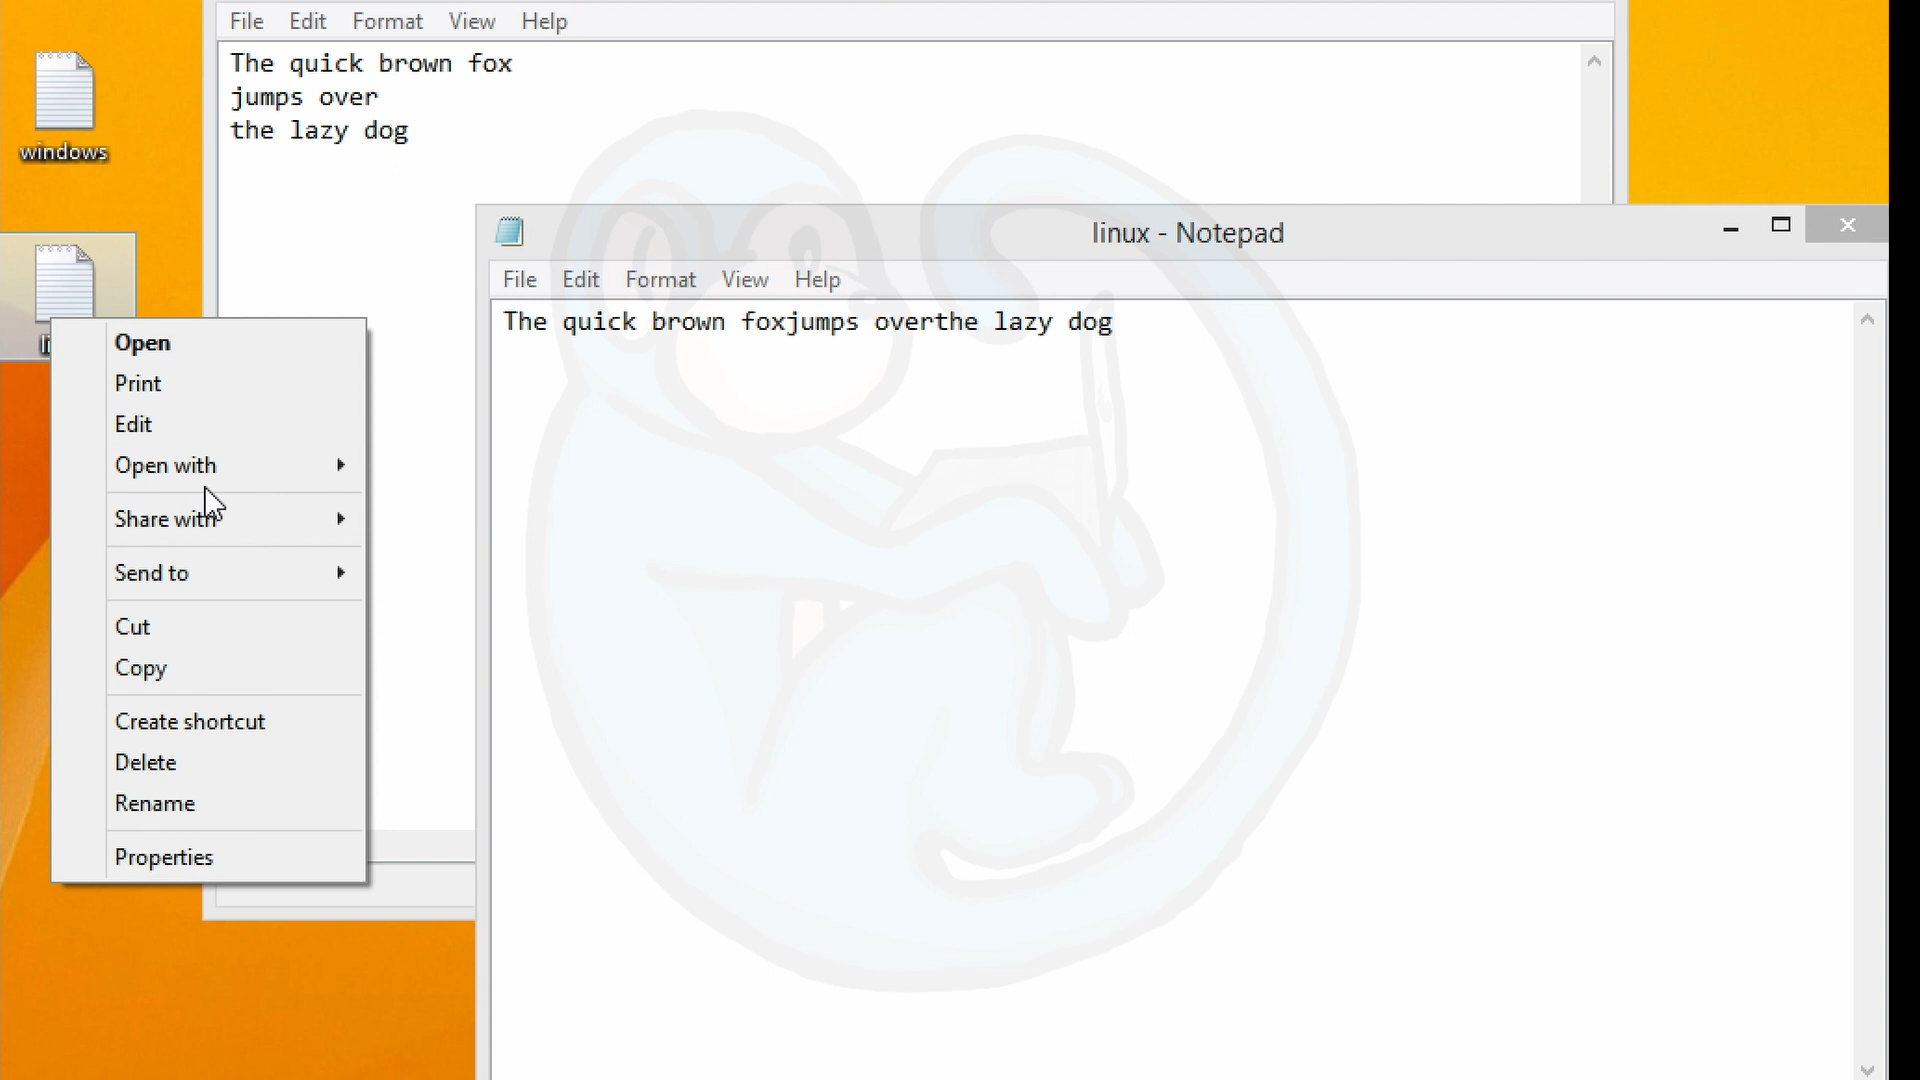 File Edit Format View Help
The quick brown fox
jumps over
the lazy dog
windows
linux - Notepad
File Edit Format View Help
The quick brown foxjumps overthe lazy dog
Open
Print
Edit
Open with
Share with
Send to
Cut
Copy
Create shortcut
Delete
Rename
Properties